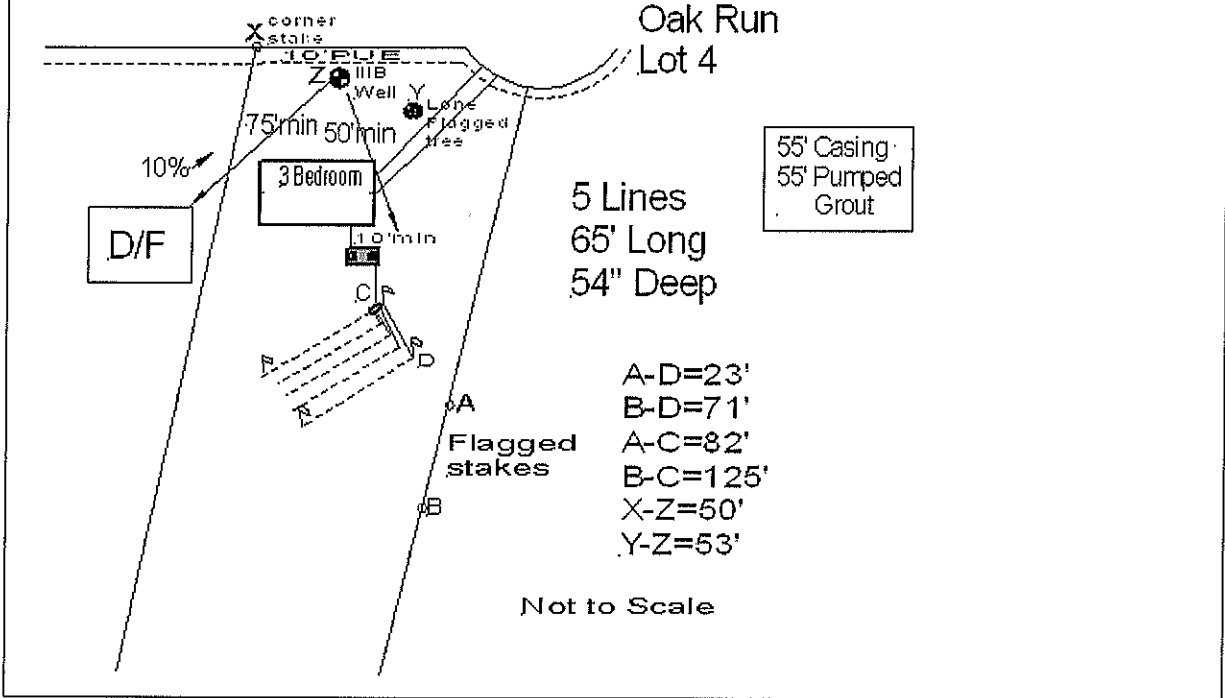 Oak Run
Lot 4
X corner
stake
10'PUE
Z IIIB
Well
Y
Lone
Flagged
tree
75'min 50'min
10%
3 Bedroom
D/F
10'min
C
D
5 Lines
65' Long
54" Deep
55' Casing
55' Pumped
Grout
A
Flagged
stakes
B
A-D=23'
B-D=71'
A-C=82'
B-C=125'
X-Z=50'
Y-Z=53'
Not to Scale